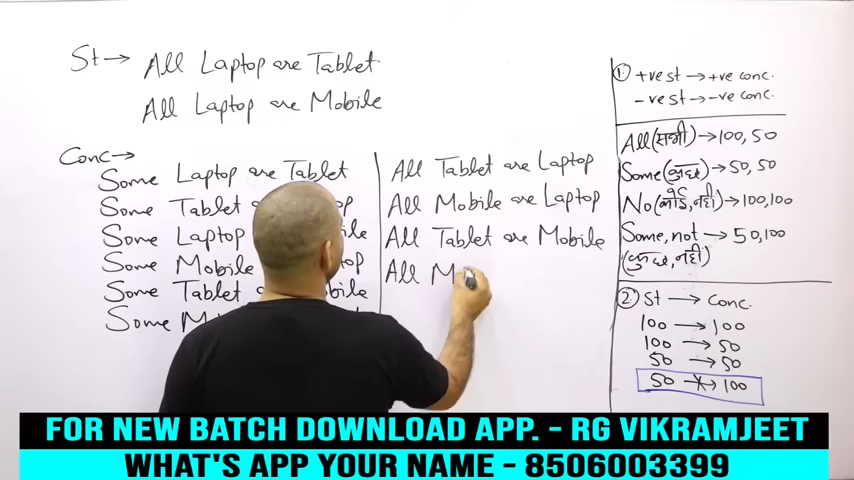 St → All Laptop are Tablet
All Laptop are Mobile
Conc →
Some Laptop are Tablet
Some Tablet
Some Laptop
Some Mobile
Some Tablet
Some M
All Tablet are Laptop
All Mobile are Laptop
All Tablet are Mobile
All M
1. +ve st → +ve conc.
-ve st → -ve conc.
All (सभी) → 100, 50
Some (कुछ) → 50, 50
No (कोई, नहीं) → 100, 100
Some, not → 50, 100
(कुछ, नहीं)
2. St → Conc.
100 → 100
100 → 50
50 → 50
50 → 100
FOR NEW BATCH DOWNLOAD APP. - RG VIKRAMJEET
WHAT'S APP YOUR NAME - 8506003399